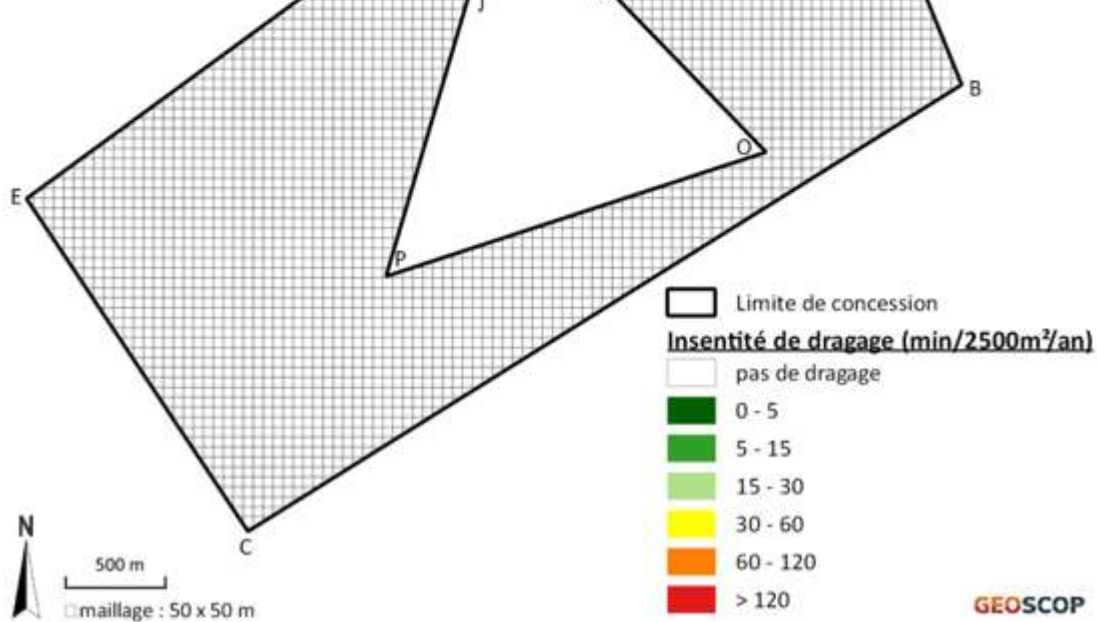 J
B
O
E
P
Limite de concession
Insentité de dragage (min/2500m²/an)
pas de dragage
0 - 5
5 - 15
15 - 30
30 - 60
60 - 120
> 120
N
C
500 m
maillage : 50 x 50 m
GEOSCOP